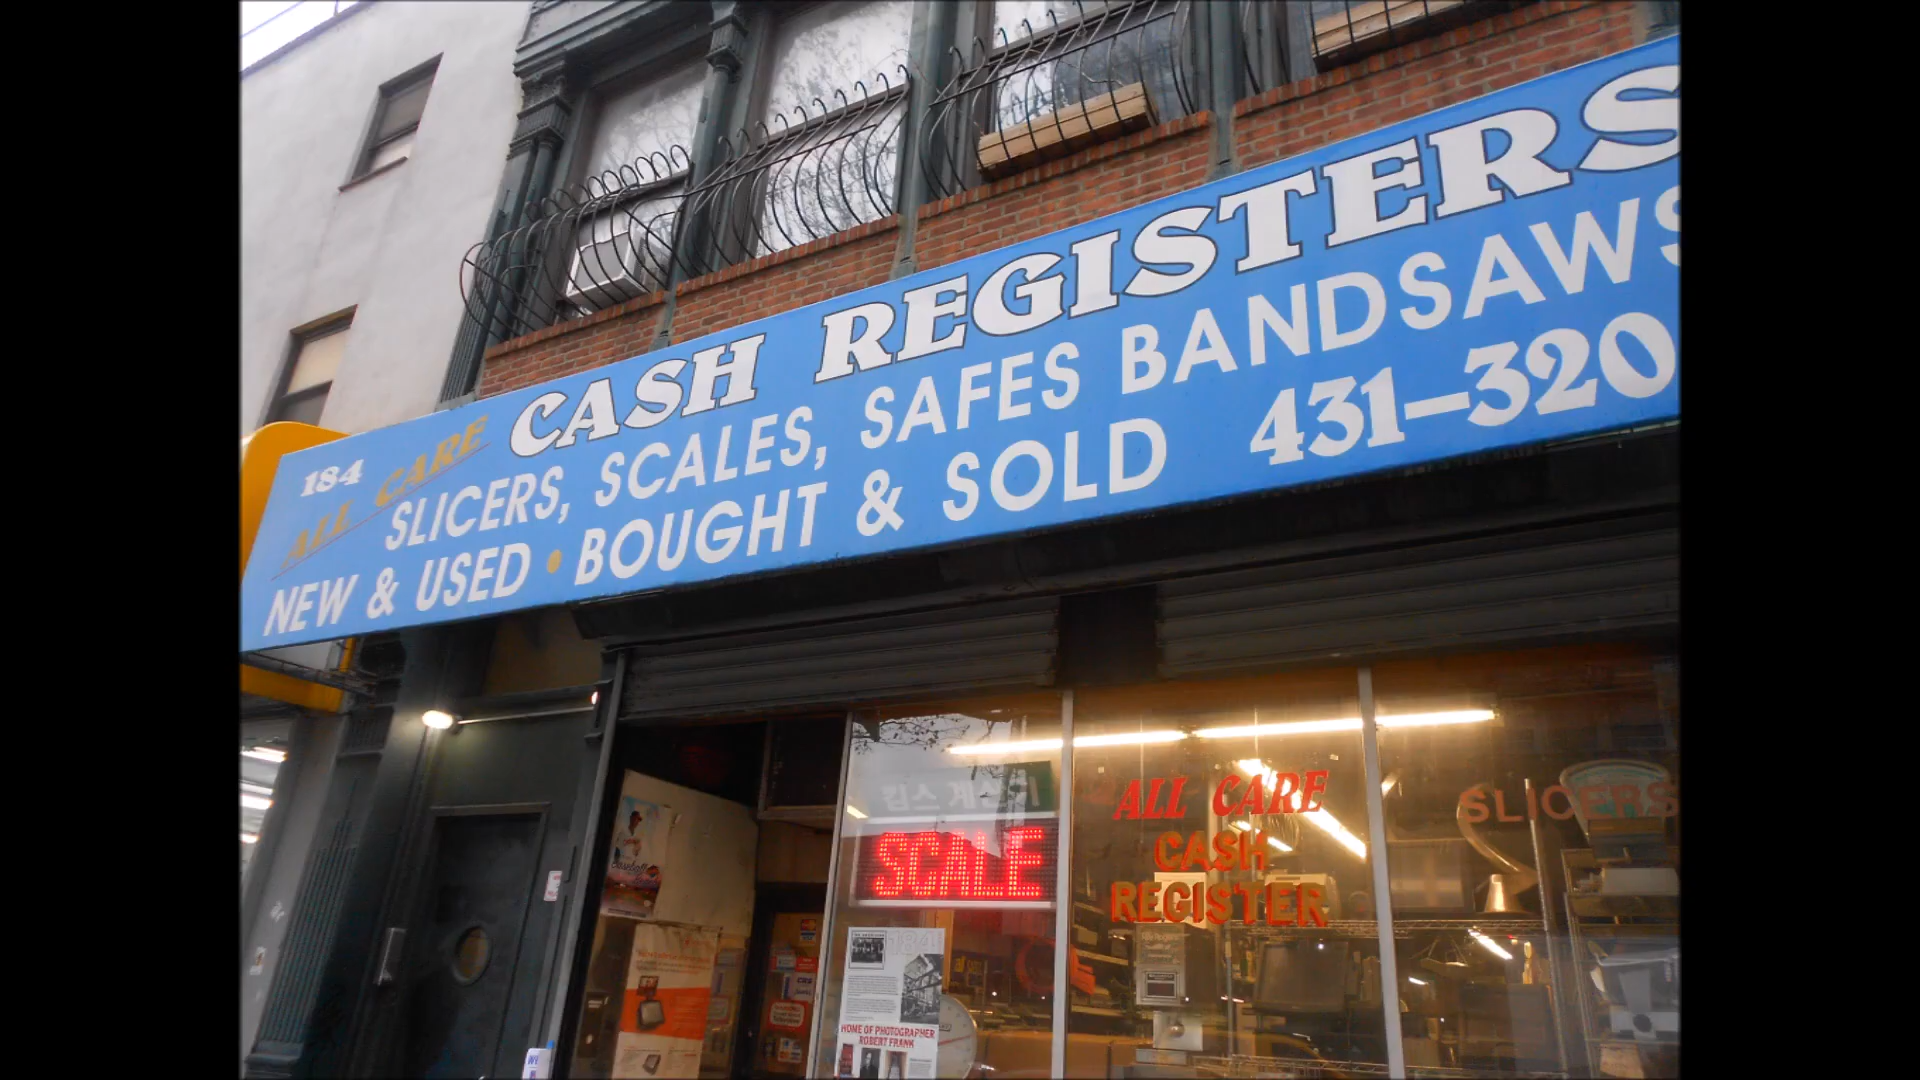 184
ALL CARE
CASH REGISTERS
SLICERS, SCALES, SAFES BANDSAWS
NEW & USED • BOUGHT & SOLD
431-320
SCALE
ALL CARE
CASH
REGISTER
SLICERS
HOME OF PHOTOGRAPHER
ROBERT FRANK
Baseball